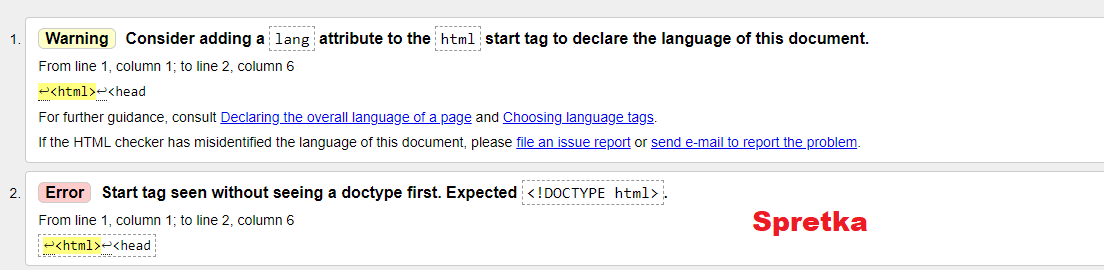 1. Warning Consider adding a lang attribute to the html start tag to declare the language of this document.
From line 1, column 1; to line 2, column 6
↩<html>↩<head
For further guidance, consult Declaring the overall language of a page and Choosing language tags.
If the HTML checker has misidentified the language of this document, please file an issue report or send e-mail to report the problem.
2. Error Start tag seen without seeing a doctype first. Expected <!DOCTYPE html>.
From line 1, column 1; to line 2, column 6
Spretka
↩<html>↩<head